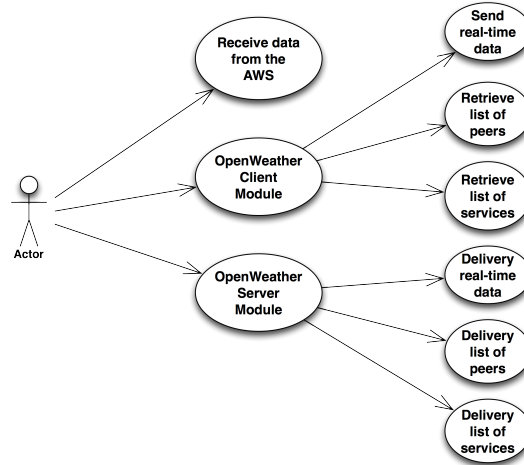 Send
real-time
data
Receive data
from the
AWS
Retrieve
list of
peers
OpenWeather
Client
Module
Retrieve
list of
services
Actor
OpenWeather
Server
Module
Delivery
real-time
data
Delivery
list of
peers
Delivery
list of
services